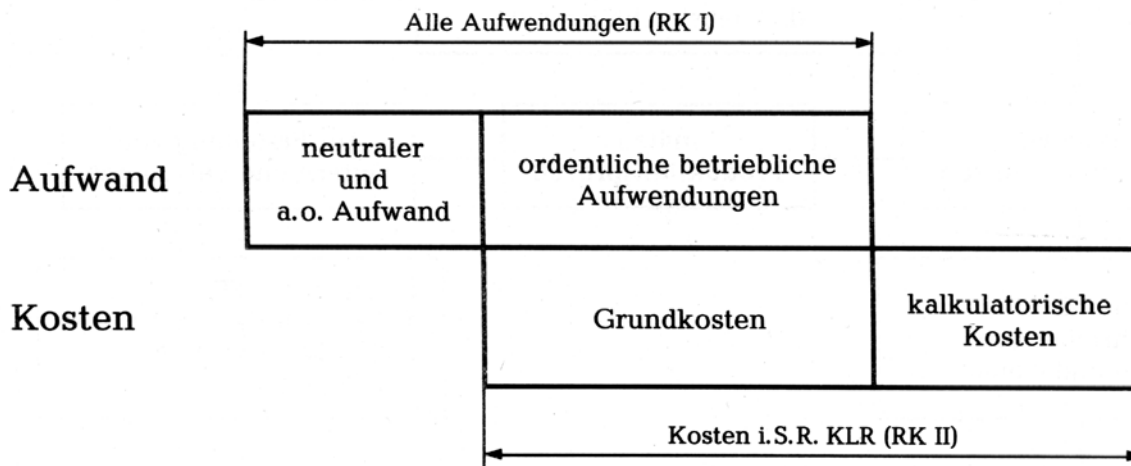 Alle Aufwendungen (RK I)
Aufwand
neutraler
und
a.o. Aufwand
ordentliche betriebliche
Aufwendungen
Kosten
Grundkosten
kalkulatorische
Kosten
Kosten i.S.R. KLR (RK II)